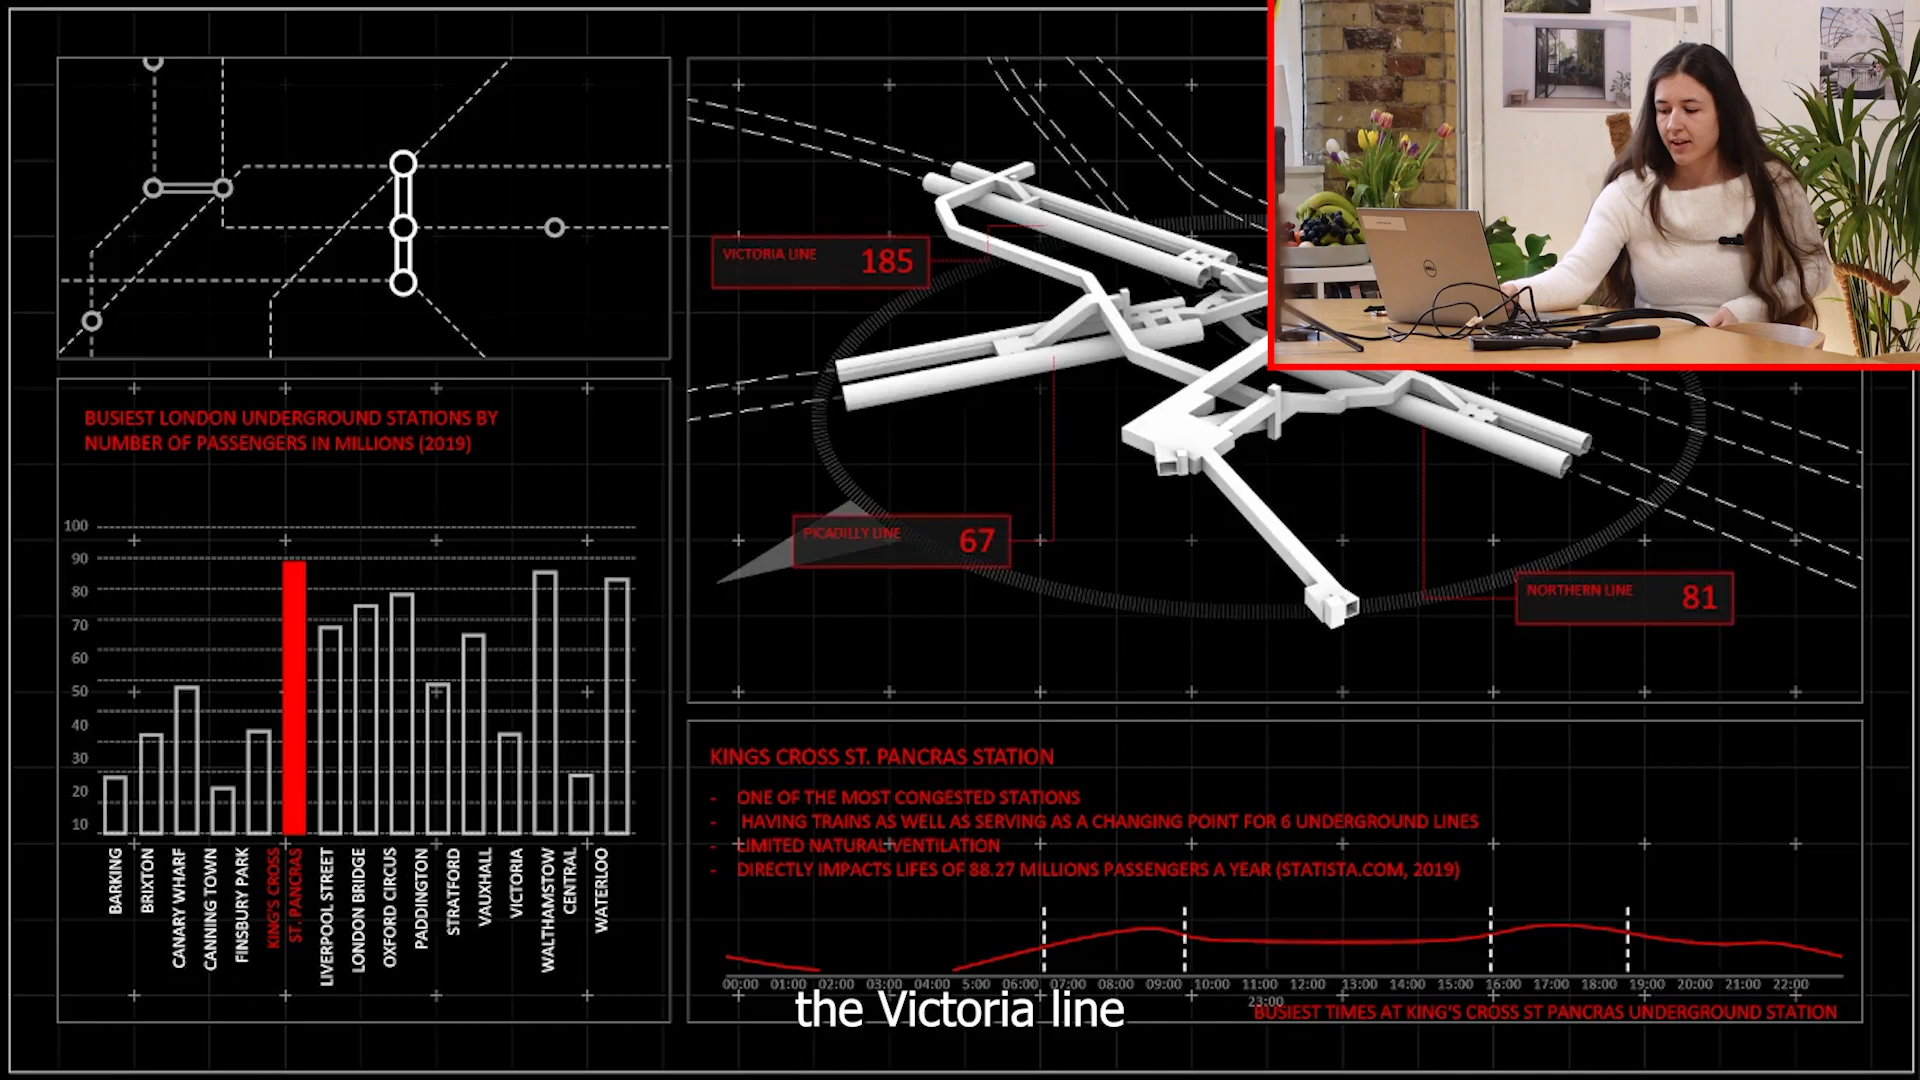 VICTORIA LINE 185
PICADILLY LINE 67
NORTHERN LINE 81
BUSIEST LONDON UNDERGROUND STATIONS BY
NUMBER OF PASSENGERS IN MILLIONS (2019)
100
90
80
70
60
50
40
30
20
10
BARKING
BRIXTON
CANARY WHARF
CANNING TOWN
FINSBURY PARK
KING'S CROSS
ST. PANCRAS
LIVERPOOL STREET
LONDON BRIDGE
OXFORD CIRCUS
PADDINGTON
STRATFORD
VAUXHALL
VICTORIA
WALTHAMSTOW
CENTRAL
WATERLOO
KINGS CROSS ST. PANCRAS STATION
- ONE OF THE MOST CONGESTED STATIONS
- HAVING TRAINS AS WELL AS SERVING AS A CHANGING POINT FOR 6 UNDERGROUND LINES
- LIMITED NATURAL VENTILATION
- DIRECTLY IMPACTS LIFES OF 88.27 MILLIONS PASSENGERS A YEAR (STATISTA.COM, 2019)
00:00 01:00 02:00 03:00 04:00 5:00 06:00 07:00 08:00 09:00 10:00 11:00 12:00 13:00 14:00 15:00 16:00 17:00 18:00 19:00 20:00 21:00 22:00
23:00
BUSIEST TIMES AT KING'S CROSS ST PANCRAS UNDERGROUND STATION
the Victoria line
DELL